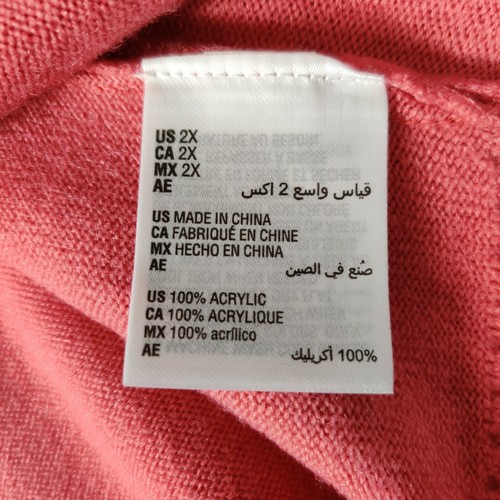 US 2X
CA 2X
MX 2X
AE قياس واسع 2 اكس
US MADE IN CHINA
CA FABRIQUÉ EN CHINE
MX HECHO EN CHINA
AE صُنع في الصين
US 100% ACRYLIC
CA 100% ACRYLIQUE
MX 100% acrílico
AE 100% أكريليك